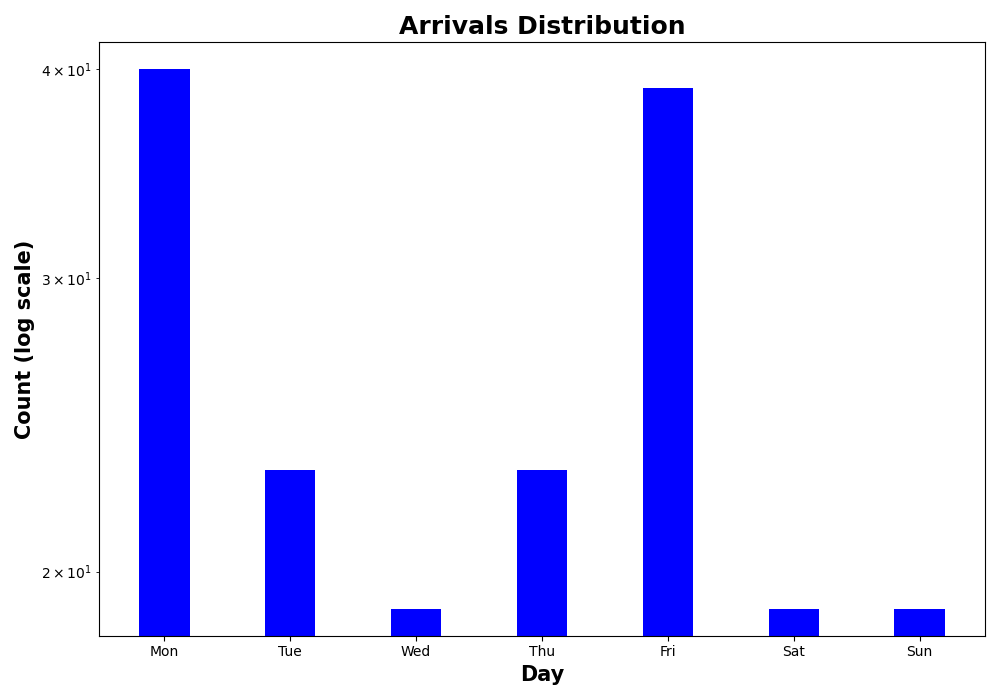 Arrivals Distribution
Count (log scale)
4 × 10¹
3 × 10¹
2 × 10¹
Mon Tue Wed Thu Fri Sat Sun
Day